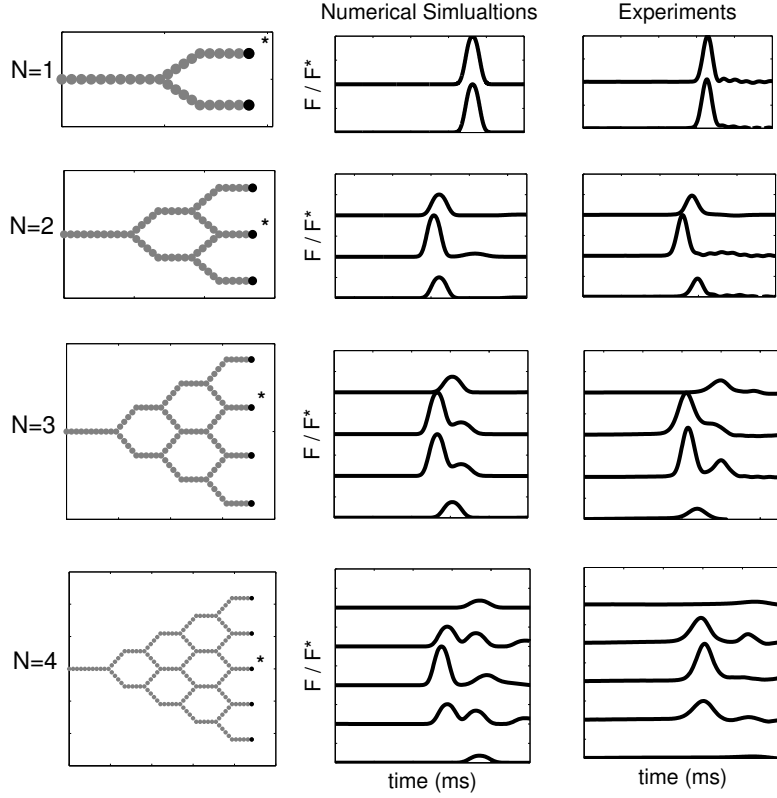 Numerical Simlualtions
Experiments
N=1
*
F / F*
N=2
*
F / F*
N=3
*
F / F*
N=4
*
F / F*
time (ms)
time (ms)